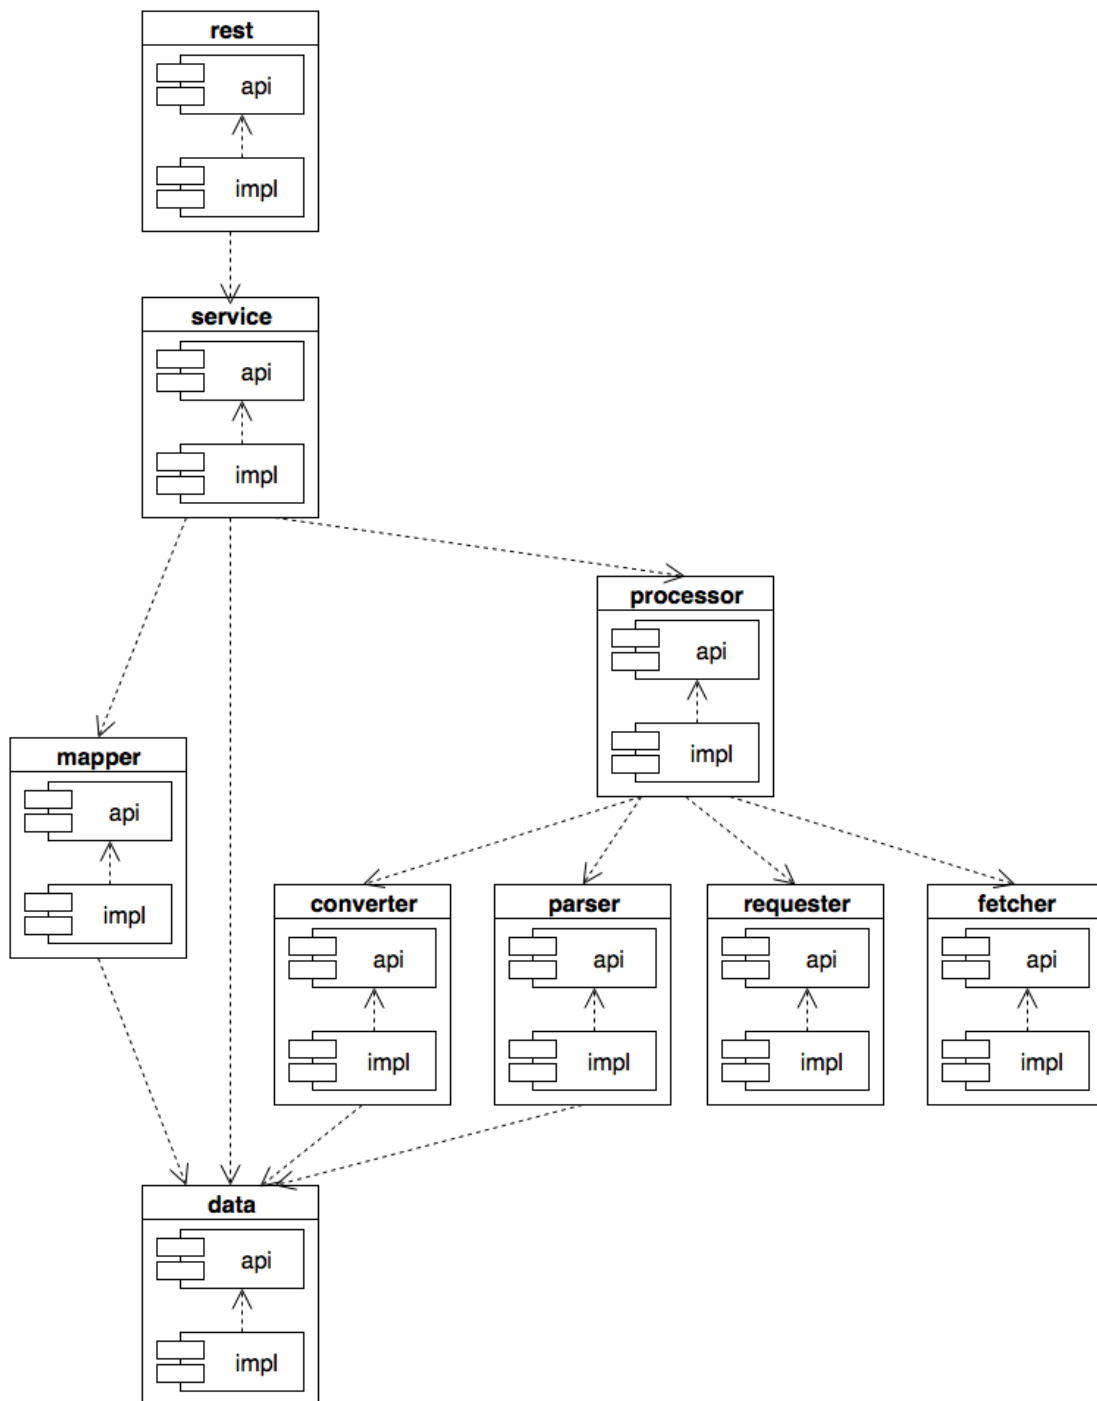 rest
api
impl
service
api
impl
processor
api
impl
mapper
api
impl
converter
api
impl
parser
api
impl
requester
api
impl
fetcher
api
impl
data
api
impl